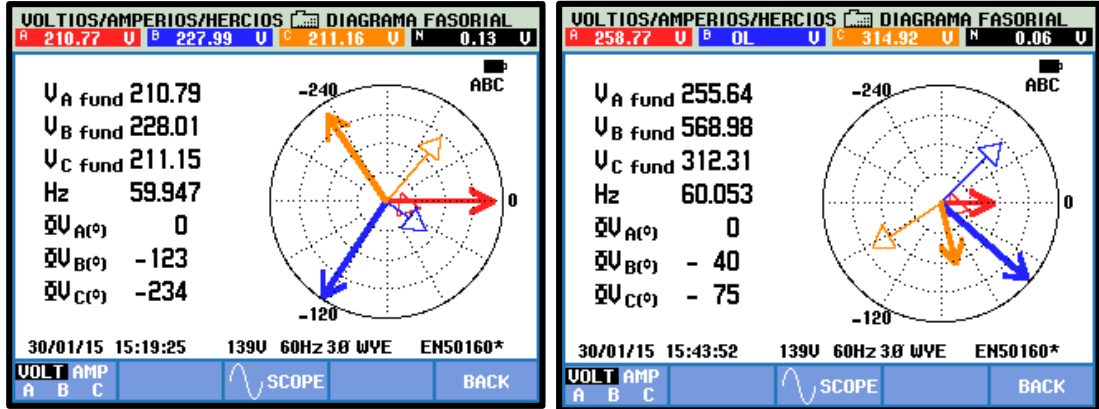 VOLTIOS/AMPERIOS/HERCIOS DIAGRAMA FASORIAL
A 210.77 V B 227.99 V C 211.16 V N 0.13 V
ABC
V A fund 210.79
V B fund 228.01
V C fund 211.15
Hz 59.947
ΦV A(°) 0
ΦV B(°) -123
ΦV C(°) -234
-240
0
-120
30/01/15 15:19:25 139V 60Hz 3Ø WYE EN50160*
VOLT AMP
A B C
SCOPE
BACK
VOLTIOS/AMPERIOS/HERCIOS DIAGRAMA FASORIAL
A 258.77 V B OL V C 314.92 V N 0.06 V
ABC
V A fund 255.64
V B fund 568.98
V C fund 312.31
Hz 60.053
ΦV A(°) 0
ΦV B(°) - 40
ΦV C(°) - 75
-240
0
-120
30/01/15 15:43:52 139V 60Hz 3Ø WYE EN50160*
VOLT AMP
A B C
SCOPE
BACK